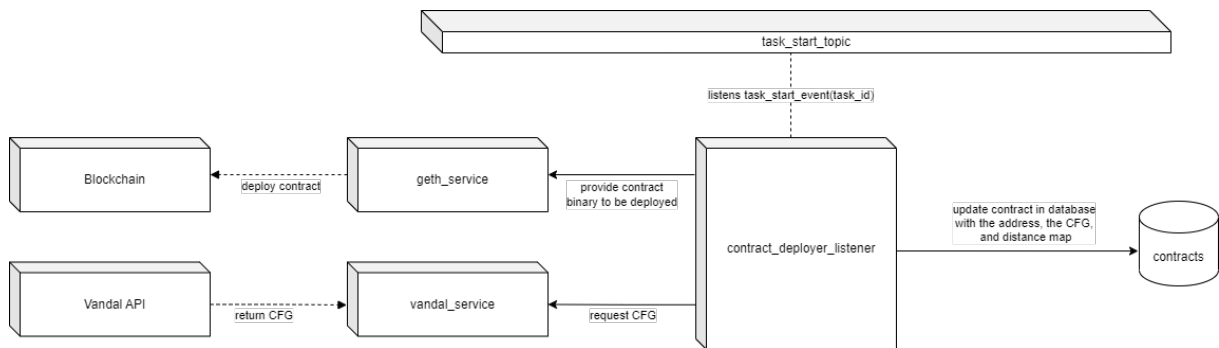 task_start_topic
listens task_start_event(task_id)
Blockchain
deploy contract
geth_service
provide contract
binary to be deployed
contract_deployer_listener
update contract in database
with the address, the CFG,
and distance map
contracts
Vandal API
return CFG
vandal_service
request CFG